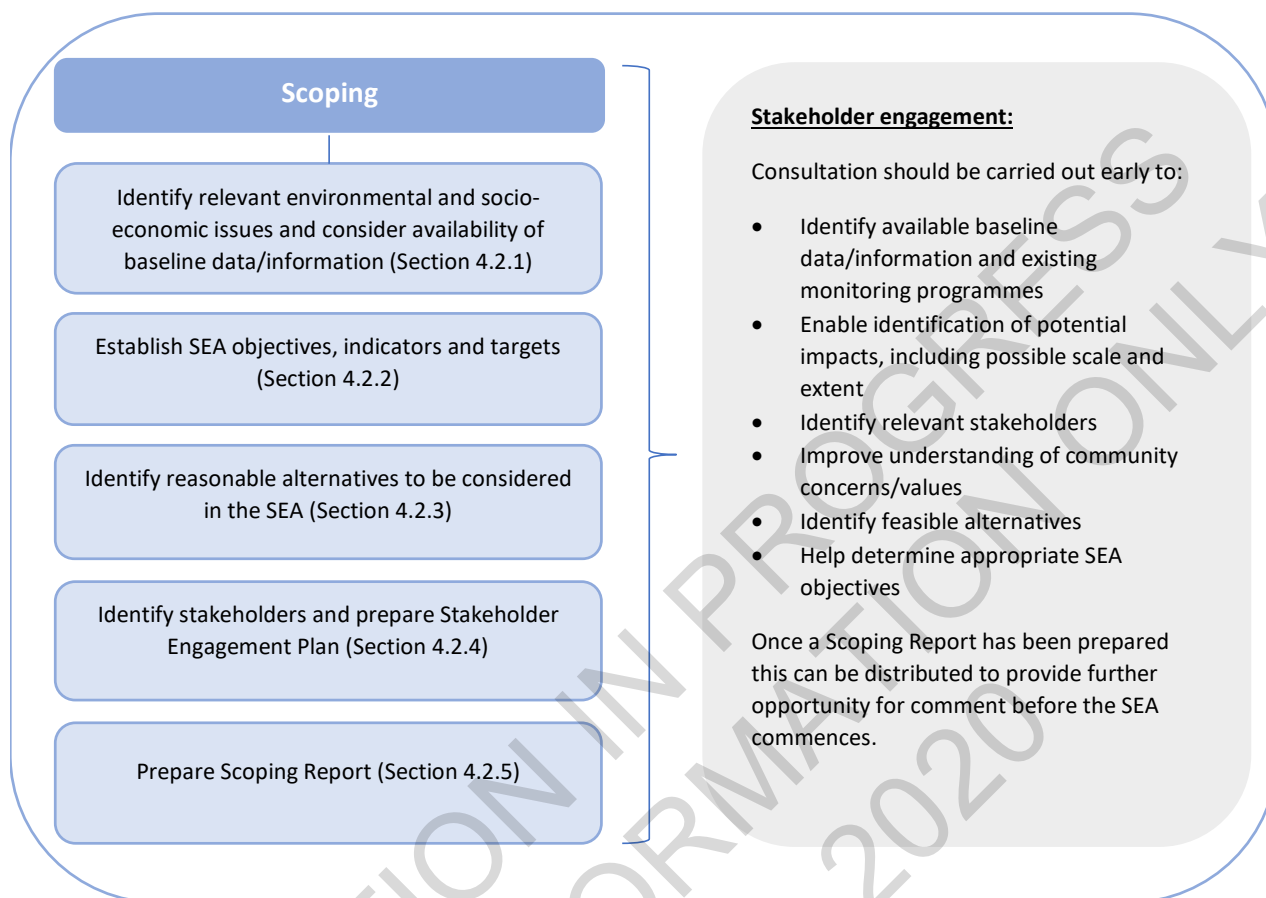 Scoping
Identify relevant environmental and socio-
economic issues and consider availability of
baseline data/information (Section 4.2.1)
Establish SEA objectives, indicators and targets
(Section 4.2.2)
Identify reasonable alternatives to be considered
in the SEA (Section 4.2.3)
Identify stakeholders and prepare Stakeholder
Engagement Plan (Section 4.2.4)
Prepare Scoping Report (Section 4.2.5)
Stakeholder engagement:
Consultation should be carried out early to:
• Identify available baseline
data/information and existing
monitoring programmes
• Enable identification of potential
impacts, including possible scale and
extent
• Identify relevant stakeholders
• Improve understanding of community
concerns/values
• Identify feasible alternatives
• Help determine appropriate SEA
objectives
Once a Scoping Report has been prepared
this can be distributed to provide further
opportunity for comment before the SEA
commences.
IN PROGRESS
ONLY
2020